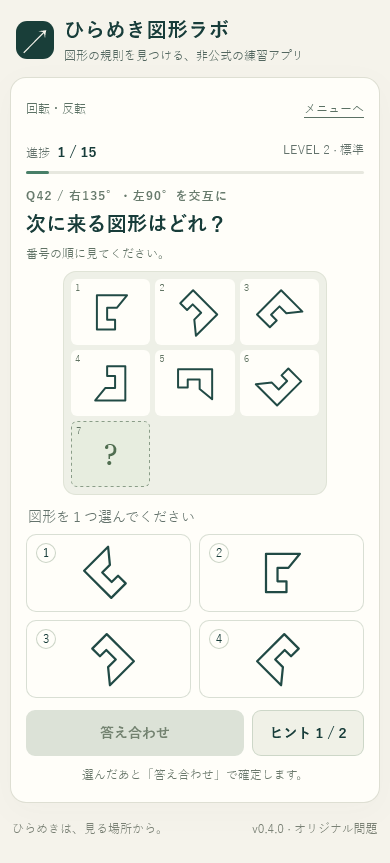 ひらめき図形ラボ
図形の規則を見つける、非公式の練習アプリ
回転・反転
メニューへ
進捗 1 / 15
LEVEL 2 · 標準
Q42 / 右135°・左90°を交互に
次に来る図形はどれ？
番号の順に見てください。
1
2
3
4
5
6
7
?
図形を１つ選んでください
1
2
3
4
答え合わせ
ヒント 1 / 2
選んだあと「答え合わせ」で確定します。
ひらめきは、見る場所から。
v0.4.0 · オリジナル問題